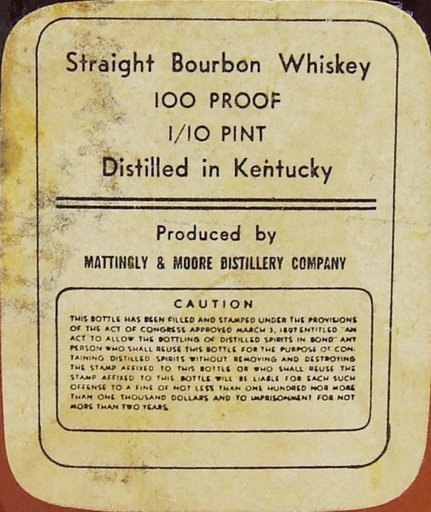 Straight Bourbon Whiskey
100 PROOF
1/10 PINT
Distilled in Kentucky
Produced by
MATTINGLY & MOORE DISTILLERY COMPANY
CAUTION
THIS BOTTLE HAS BEEN FILLED AND STAMPED UNDER THE PROVISIONS
OF THE ACT OF CONGRESS APPROVED MARCH 3, 1897 ENTITLED "AN
ACT TO ALLOW THE BOTTLING OF DISTILLED SPIRITS IN BOND" ANY
PERSON WHO SHALL REUSE THIS BOTTLE FOR THE PURPOSE OF CON-
TAINING DISTILLED SPIRITS WITHOUT REMOVING AND DESTROYING
THE STAMP AFFIXED TO THIS BOTTLE OR WHO SHALL REUSE THE
STAMP AFFIXED TO THIS BOTTLE WILL BE LIABLE FOR EACH SUCH
OFFENSE TO A FINE OF NOT LESS THAN ONE HUNDRED NOR MORE
THAN ONE THOUSAND DOLLARS AND TO IMPRISONMENT FOR NOT
MORE THAN TWO YEARS.